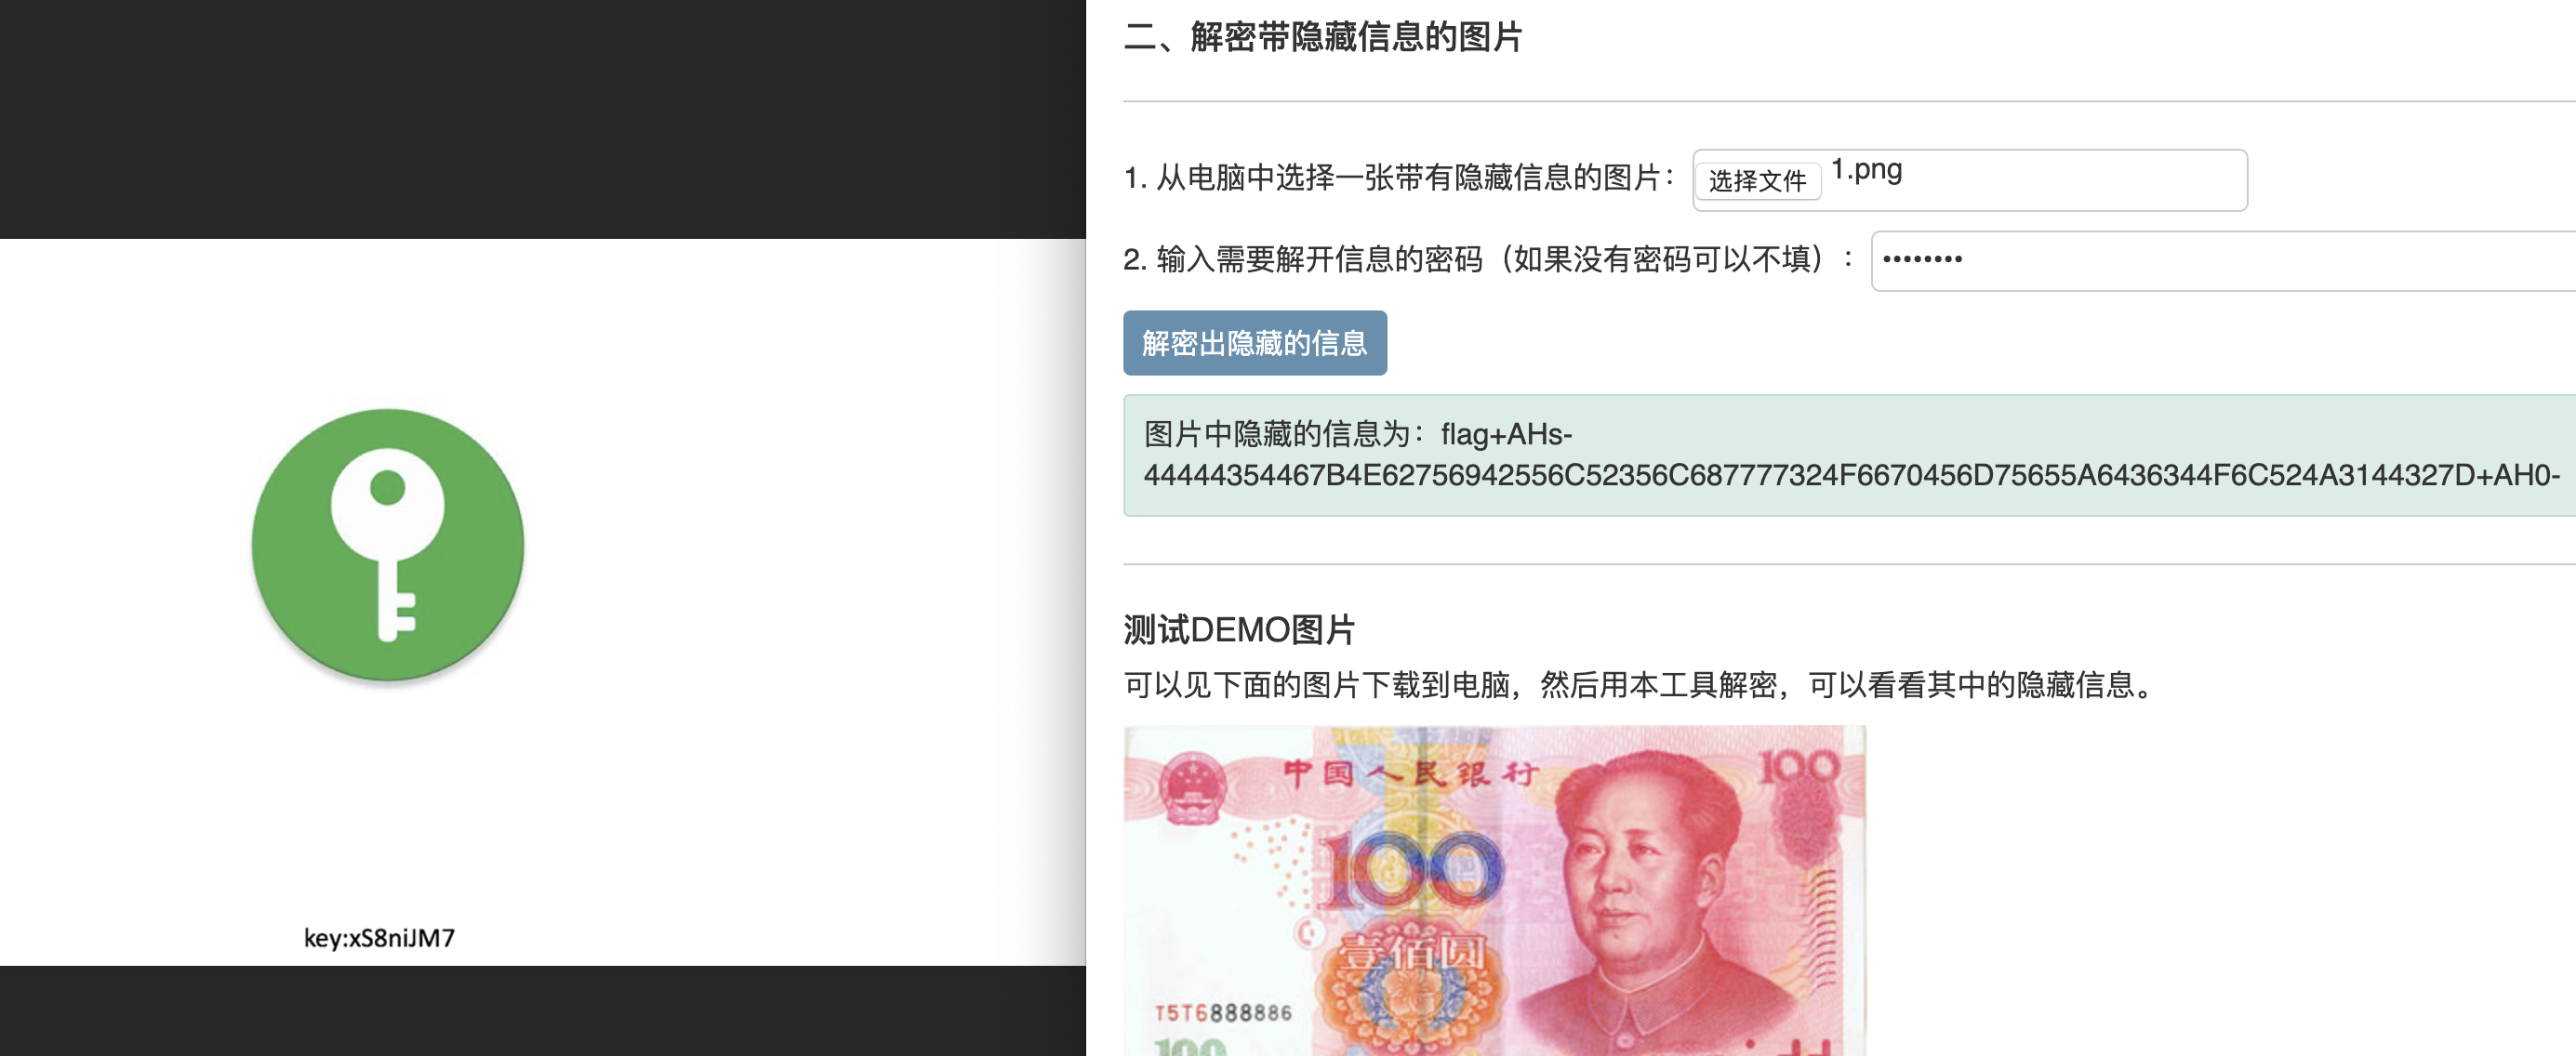 key:xS8niJM7
二、解密带隐藏信息的图片
1. 从电脑中选择一张带有隐藏信息的图片： 选择文件 1.png
2. 输入需要解开信息的密码（如果没有密码可以不填）： ••••••••
解密出隐藏的信息
图片中隐藏的信息为：flag+AHs-
44444354467B4E62756942556C52356C687777324F6670456D75655A6436344F6C524A3144327D+AH0-
测试DEMO图片
可以见下面的图片下载到电脑，然后用本工具解密，可以看看其中的隐藏信息。
中国人民银行
100
100
壹佰圆
T5T6888886
100